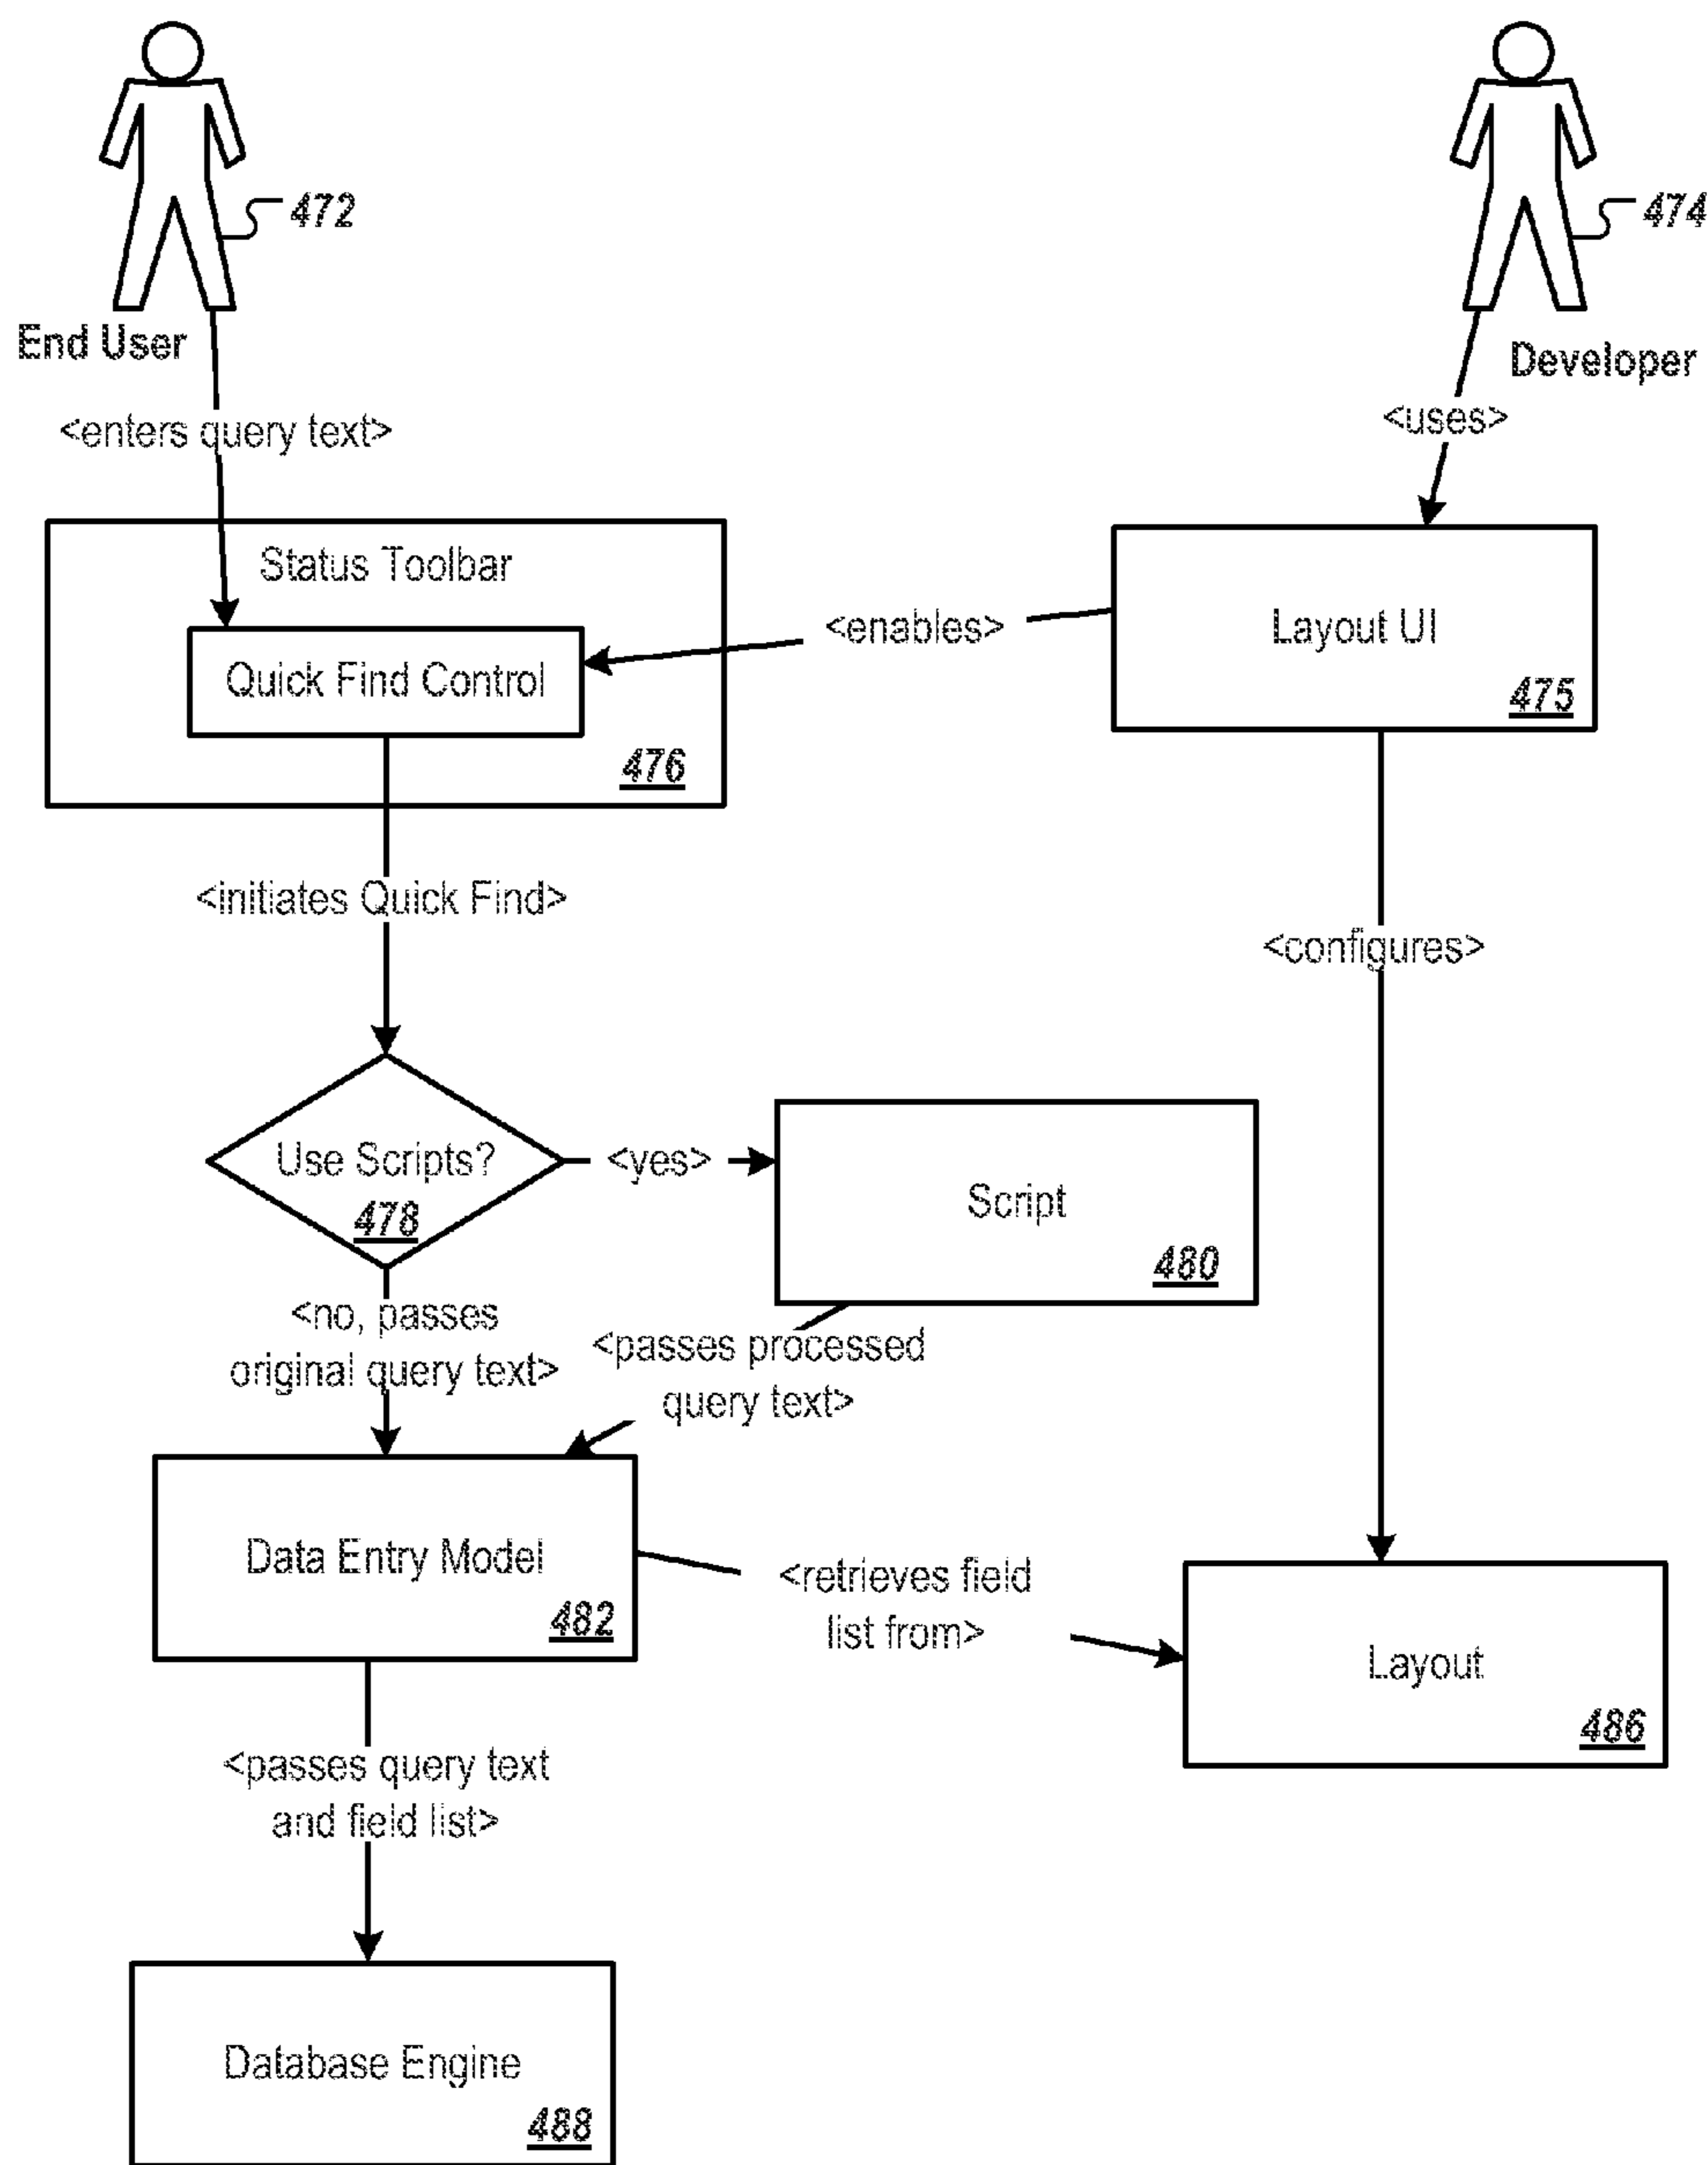 472
474
End User
Developer
<enters query text>
<uses>
Status Toolbar
Quick Find Control
476
<enables>
Layout UI
475
<initiates Quick Find>
<configures>
Use Scripts?
478
<yes>
Script
480
<no, passes
original query text>
<passes processed
query text>
Data Entry Model
482
<retrieves field
list from>
Layout
486
<passes query text
and field list>
Database Engine
488